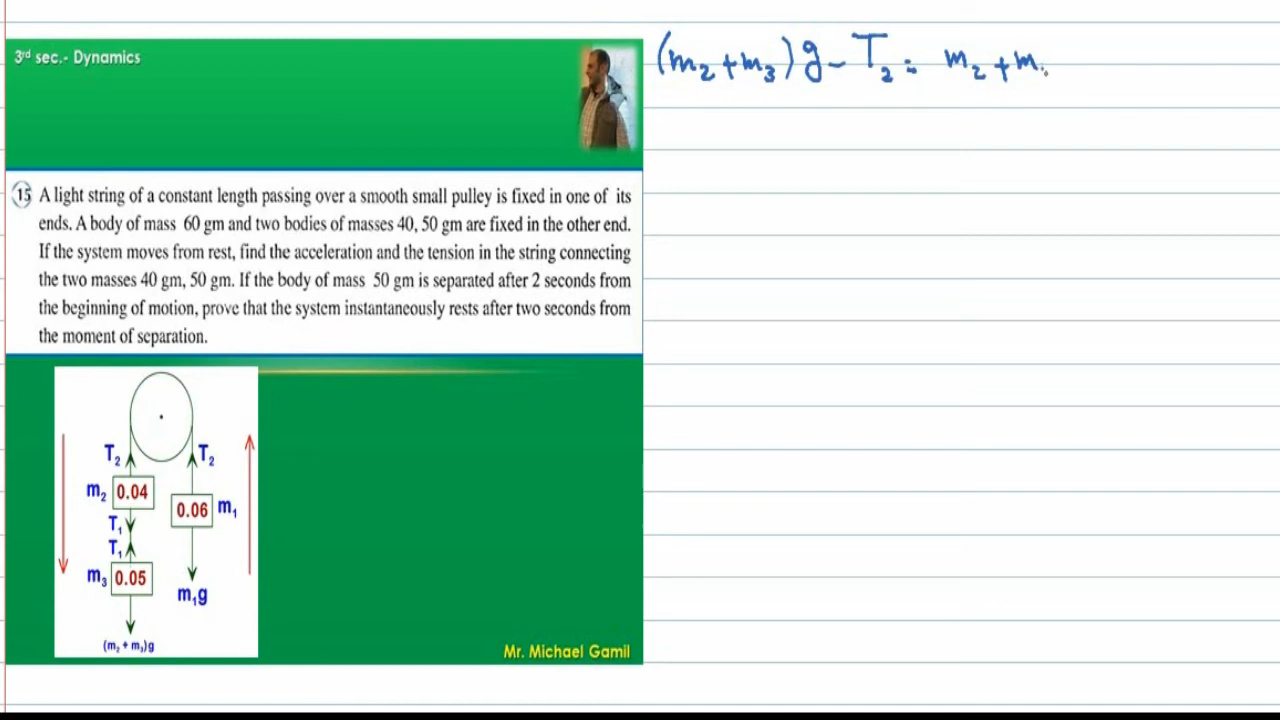 3rd sec.- Dynamics
(m₂ + m₃) g - T₂ = m₂ + m
15 A light string of a constant length passing over a smooth small pulley is fixed in one of its
ends. A body of mass 60 gm and two bodies of masses 40, 50 gm are fixed in the other end.
If the system moves from rest, find the acceleration and the tension in the string connecting
the two masses 40 gm, 50 gm. If the body of mass 50 gm is separated after 2 seconds from
the beginning of motion, prove that the system instantaneously rests after two seconds from
the moment of separation.
T₂ T₂
m₂ 0.04
0.06 m₁
T₁
T₁
m₃ 0.05
m₁g
(m₂ + m₃)g
Mr. Michael Gamil